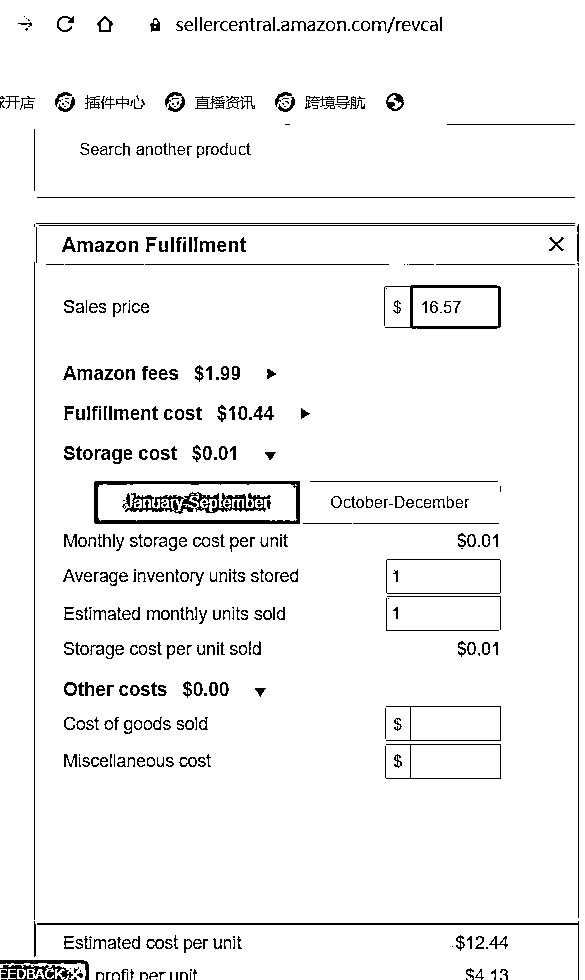 sellercentral.amazon.com/revcal
球开店 插件中心 直播资讯 跨境导航
Search another product
Amazon Fulfillment
Sales price $ 16.57
Amazon fees $1.99
Fulfillment cost $10.44
Storage cost $0.01
January-September October-December
Monthly storage cost per unit $0.01
Average inventory units stored 1
Estimated monthly units sold 1
Storage cost per unit sold $0.01
Other costs $0.00
Cost of goods sold $
Miscellaneous cost $
Estimated cost per unit $12.44
EEDBACK profit per unit $4.13